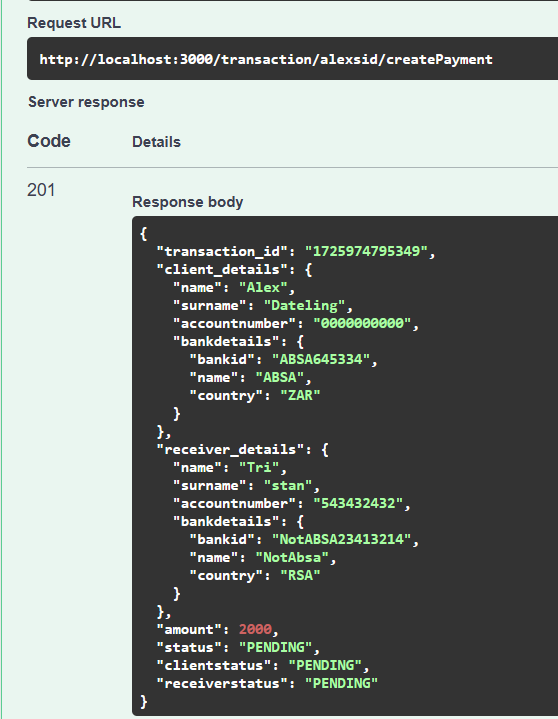 Request URL
http://localhost:3000/transaction/alexsid/createPayment
Server response
Code Details
201
Response body
{
  "transaction_id": "1725974795349",
  "client_details": {
    "name": "Alex",
    "surname": "Dateling",
    "accountnumber": "0000000000",
    "bankdetails": {
      "bankid": "ABSA645334",
      "name": "ABSA",
      "country": "ZAR"
    }
  },
  "receiver_details": {
    "name": "Tri",
    "surname": "stan",
    "accountnumber": "543432432",
    "bankdetails": {
      "bankid": "NotABSA23413214",
      "name": "NotAbsa",
      "country": "RSA"
    }
  },
  "amount": 2000,
  "status": "PENDING",
  "clientstatus": "PENDING",
  "receiverstatus": "PENDING"
}